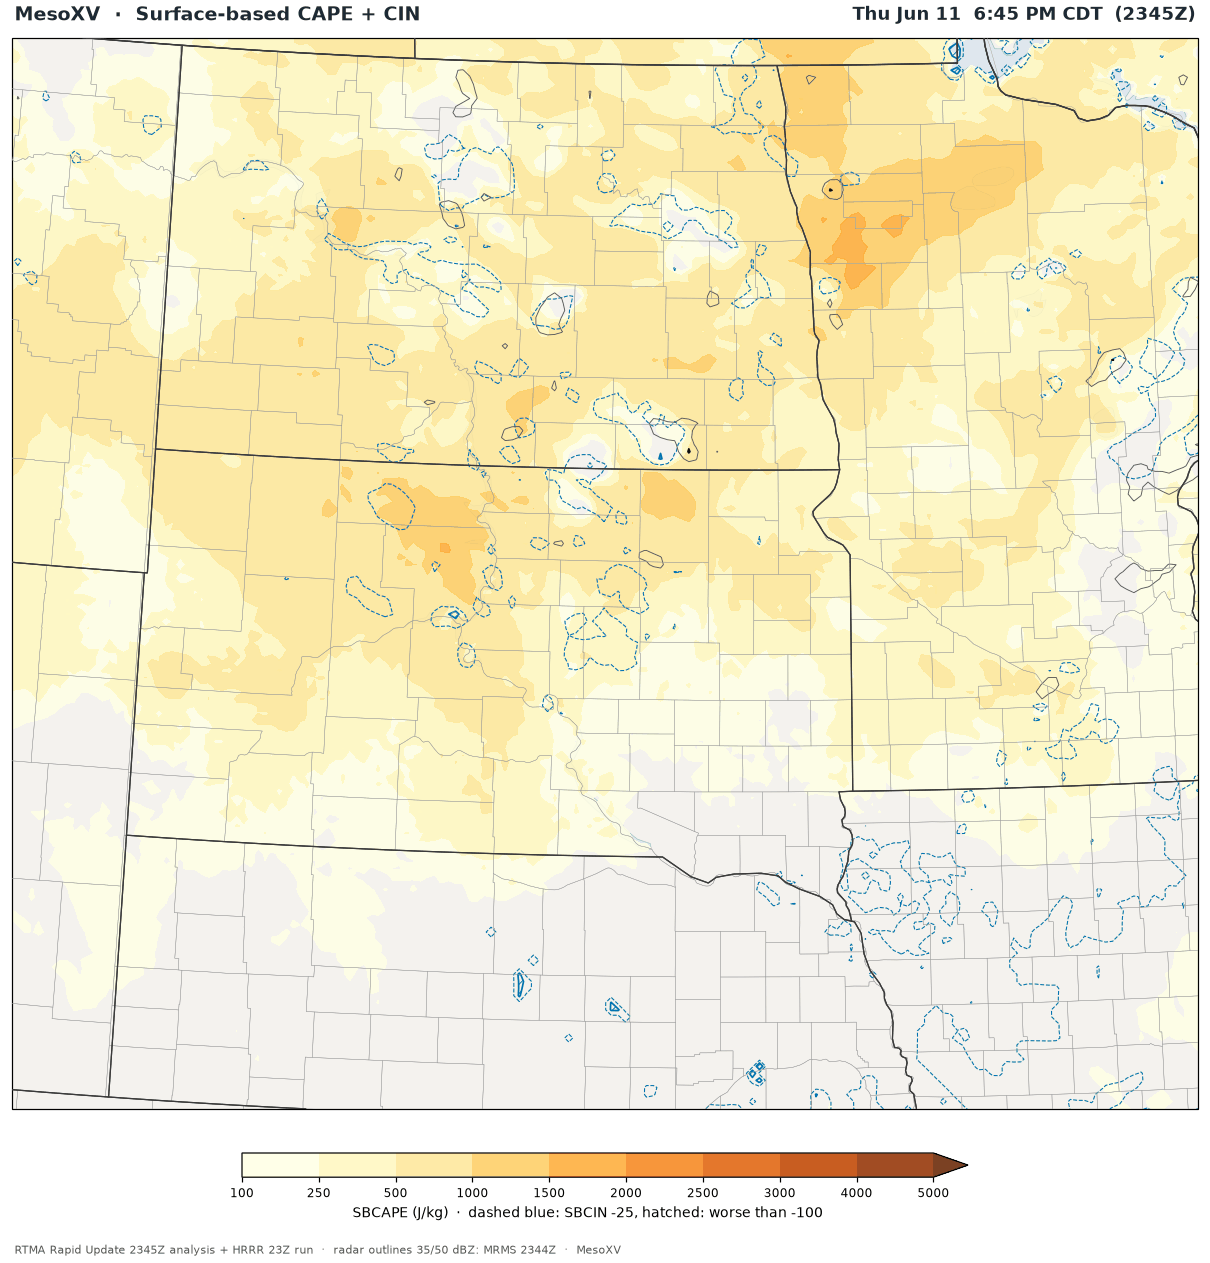 MesoXV · Surface-based CAPE + CIN
Thu Jun 11 6:45 PM CDT (2345Z)
100 250 500 1000 1500 2000 2500 3000 4000 5000
SBCAPE (J/kg) · dashed blue: SBCIN -25, hatched: worse than -100
RTMA Rapid Update 2345Z analysis + HRRR 23Z run · radar outlines 35/50 dBZ: MRMS 2344Z · MesoXV